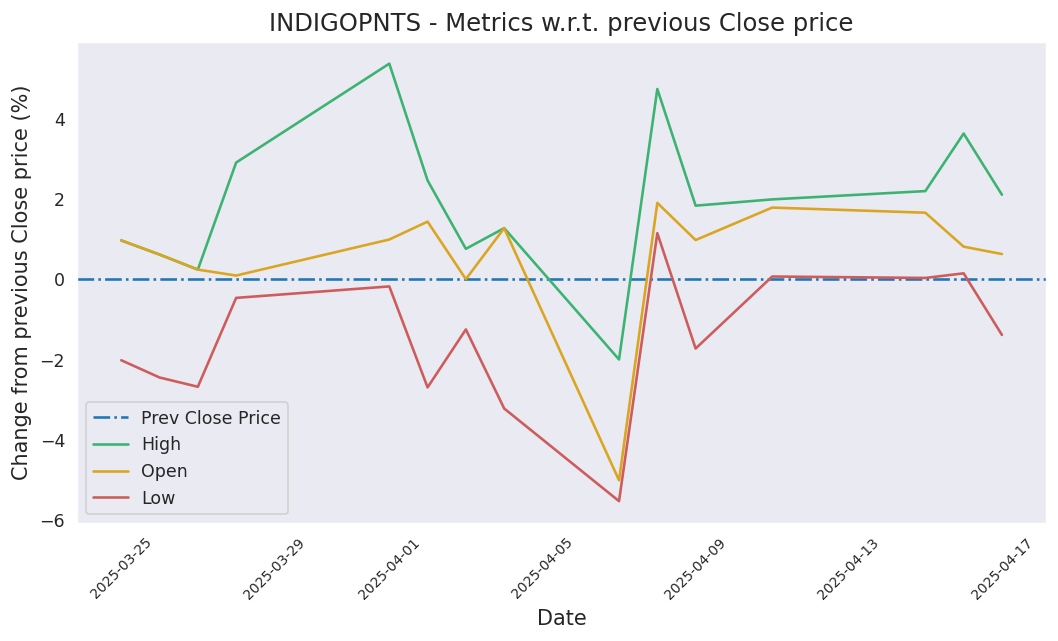 INDIGOPNTS - Metrics w.r.t. previous Close price
Change from previous Close price (%)
4
2
0
−2
−4
−6
Prev Close Price
High
Open
Low
2025-03-25
2025-03-29
2025-04-01
2025-04-05
2025-04-09
2025-04-13
2025-04-17
Date